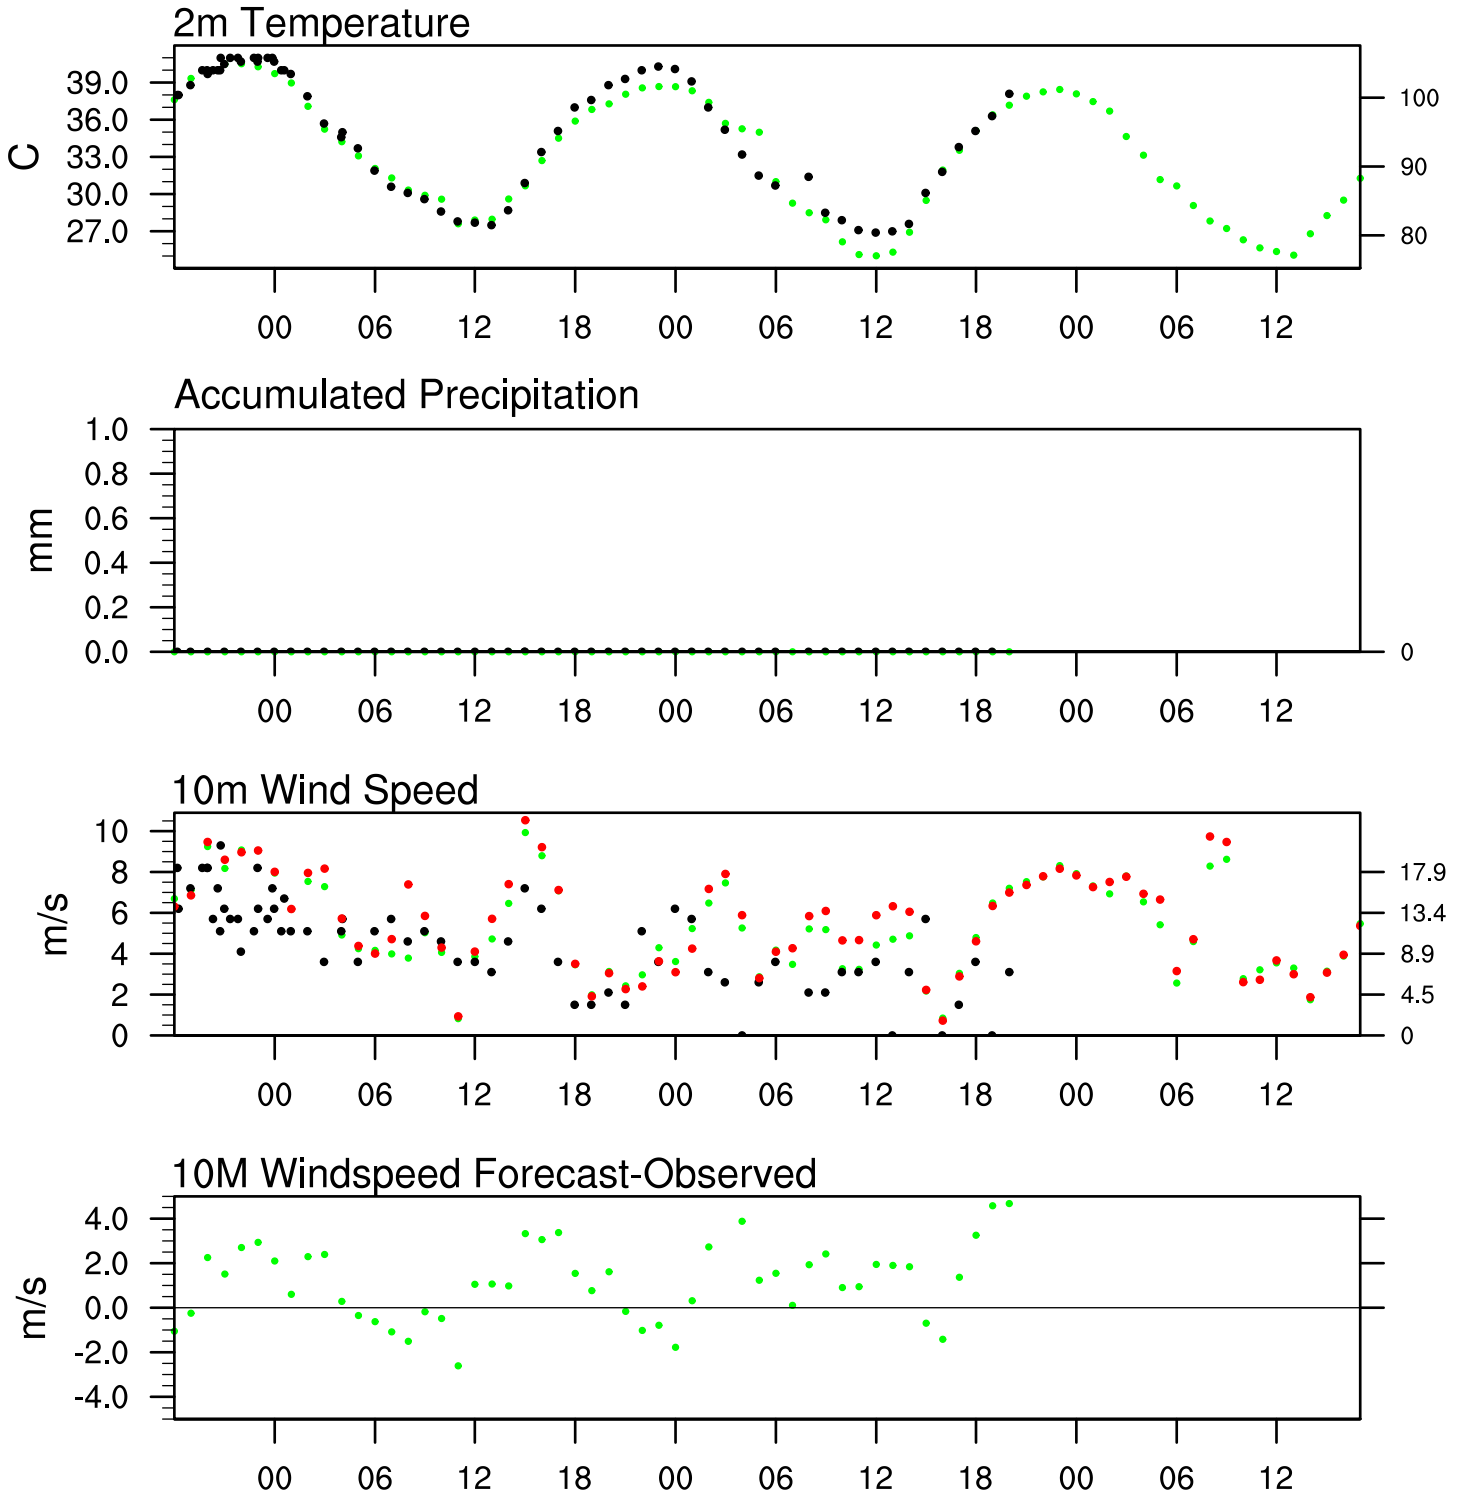 2m Temperature
39.0
36.0
33.0
30.0
27.0
C
100
90
80
00 06 12 18 00 06 12 18 00 06 12
Accumulated Precipitation
1.0
0.8
0.6
0.4
0.2
0.0
mm
0
00 06 12 18 00 06 12 18 00 06 12
10m Wind Speed
10
8
6
4
2
0
m/s
17.9
13.4
8.9
4.5
0
00 06 12 18 00 06 12 18 00 06 12
10M Windspeed Forecast-Observed
4.0
2.0
0.0
-2.0
-4.0
m/s
00 06 12 18 00 06 12 18 00 06 12